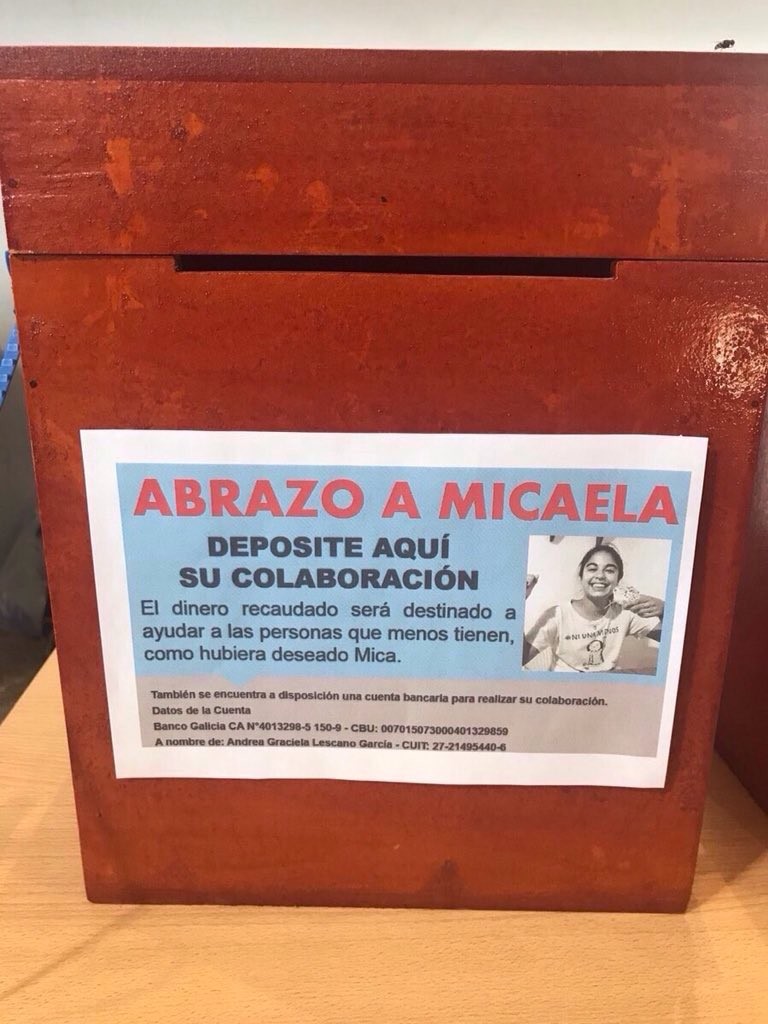 ABRAZO A MICAELA
DEPOSITE AQUÍ
SU COLABORACIÓN
El dinero recaudado será destinado a
ayudar a las personas que menos tienen,
como hubiera deseado Mica.
También se encuentra a disposición una cuenta bancaria para realizar su colaboración.
Datos de la Cuenta
Banco Galicia CA N°4013298-5 150-9 - CBU: 007015073000401329859
A nombre de: Andrea Graciela Lescano García - CUIT: 27-21495440-6